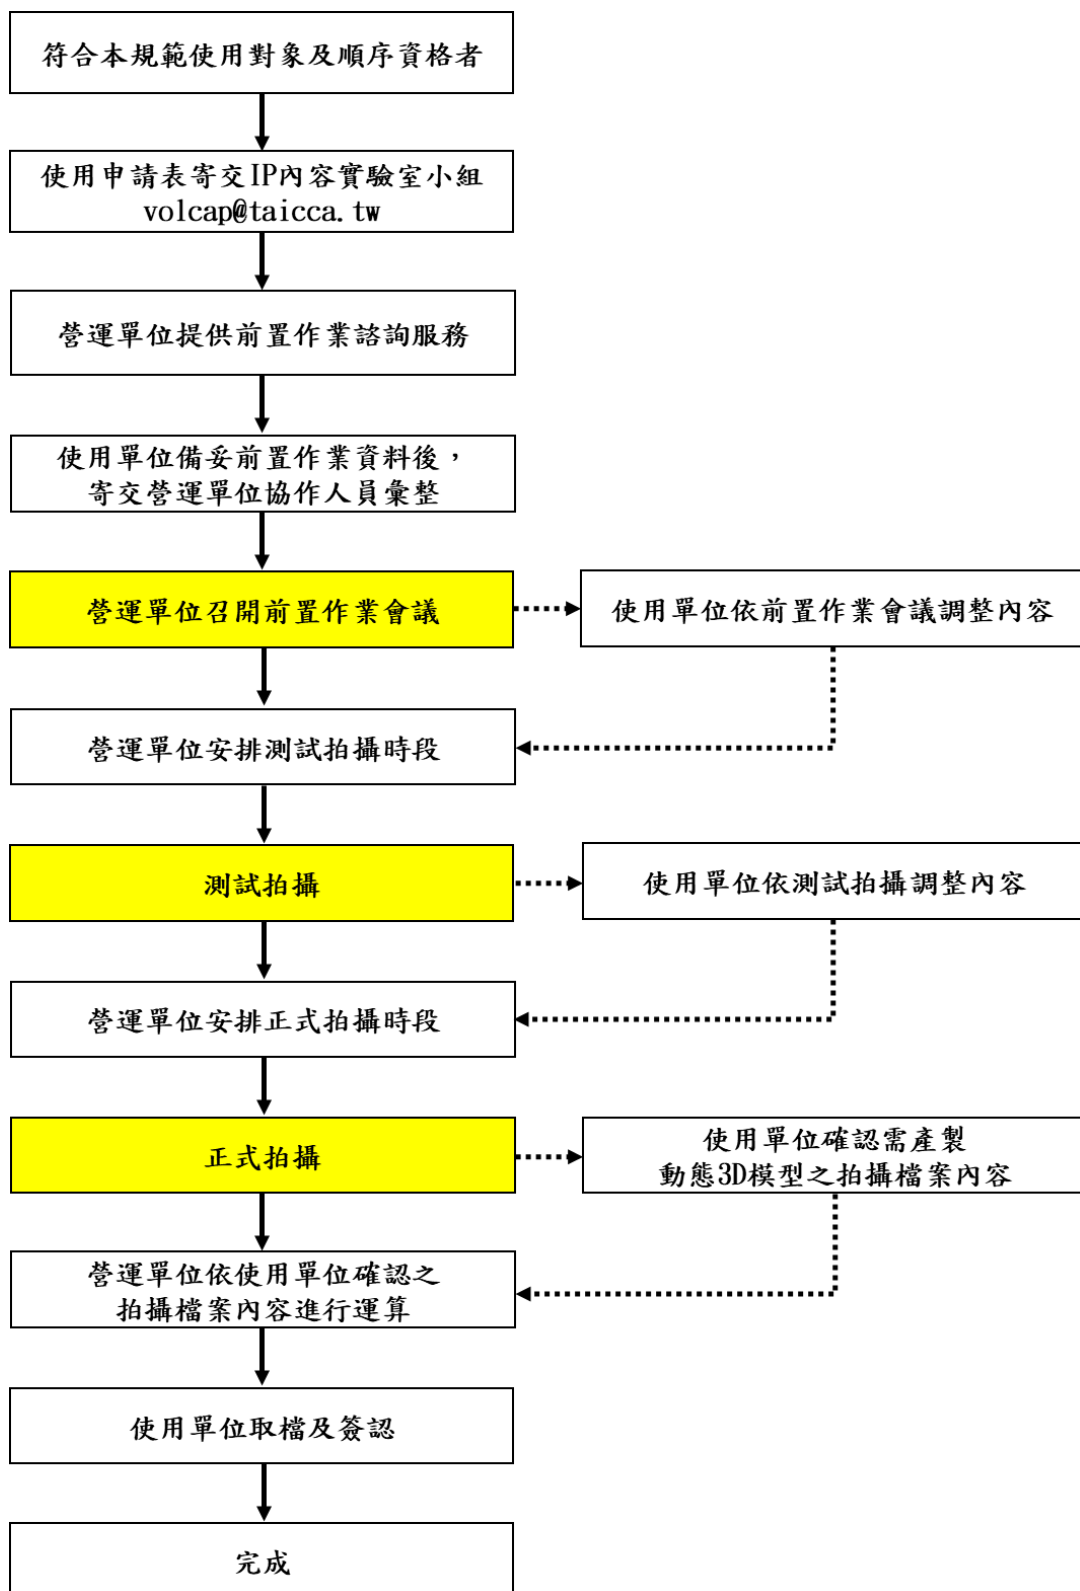 符合本規範使用對象及順序資格者
使用申請表寄交IP內容實驗室小組
volcap@taicca.tw
營運單位提供前置作業諮詢服務
使用單位備妥前置作業資料後，
寄交營運單位協作人員彙整
營運單位召開前置作業會議
使用單位依前置作業會議調整內容
營運單位安排測試拍攝時段
測試拍攝
使用單位依測試拍攝調整內容
營運單位安排正式拍攝時段
正式拍攝
使用單位確認需產製
動態3D模型之拍攝檔案內容
營運單位依使用單位確認之
拍攝檔案內容進行運算
使用單位取檔及簽認
完成